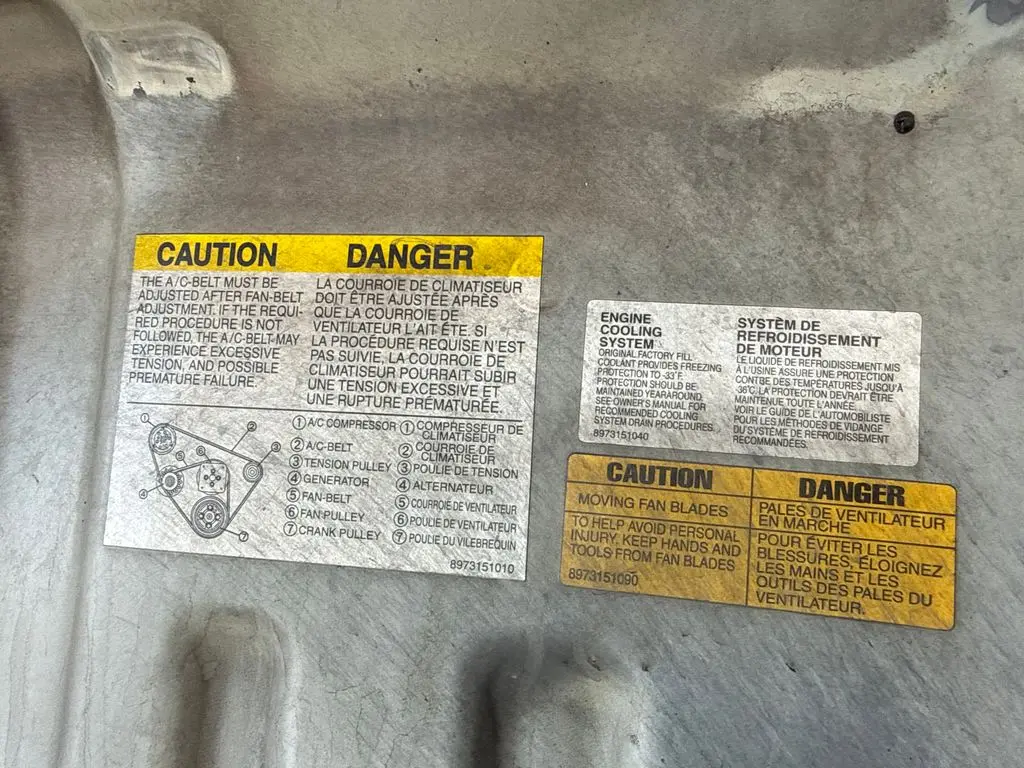 CAUTION
THE A/C-BELT MUST BE
ADJUSTED AFTER FAN-BELT
ADJUSTMENT. IF THE REQUI-
RED PROCEDURE IS NOT
FOLLOWED, THE A/C-BELT MAY
EXPERIENCE EXCESSIVE
TENSION, AND POSSIBLE
PREMATURE FAILURE.
DANGER
LA COURROIE DE CLIMATISEUR
DOIT ÊTRE AJUSTÉE APRÈS
QUE LA COURROIE DE
VENTILATEUR L'AIT ÉTE. SI
LA PROCÉDURE REQUISE N'EST
PAS SUIVIE, LA COURROIE DE
CLIMATISEUR POURRAIT SUBIR
UNE TENSION EXCESSIVE ET
UNE RUPTURE PRÉMATURÉE.
① ② ③ ④ ⑤ ⑥ ⑦
① A/C COMPRESSOR
② A/C-BELT
③ TENSION PULLEY
④ GENERATOR
⑤ FAN-BELT
⑥ FAN PULLEY
⑦ CRANK PULLEY
① COMPRESSEUR DE
CLIMATISEUR
② COURROIE DE
CLIMATISEUR
③ POULIE DE TENSION
④ ALTERNATEUR
⑤ COURROIE DE VENTILATEUR
⑥ POULIE DE VENTILATEUR
⑦ POULIE DU VILEBREQUIN
8973151010
ENGINE
COOLING
SYSTEM
ORIGINAL FACTORY FILL
COOLANT PROVIDES FREEZING
PROTECTION TO -33°F.
PROTECTION SHOULD BE
MAINTAINED YEARAROUND.
SEE OWNER'S MANUAL FOR
RECOMMENDED COOLING
SYSTEM DRAIN PROCEDURES.
8973151040
SYSTÈM DE
REFROIDISSEMENT
DE MOTEUR
LE LIQUIDE DE REFROIDISSEMENT MIS
À L'USINE ASSURE UNE PROTECTION
CONTBE DES TEMPÉRATURES JUSQU'À
-36°C. LA PROTECTION DEVRAIT ÊTRE
MAINTENUE TOUTE L'ANNÉE.
VOIR LE GUIDE DE L'AUTOMOBILISTE
POUR LES MÉTHODES DE VIDANGE
DU SYSTÈME DE REFROIDISSEMENT
RECOMMANDÉES.
CAUTION
MOVING FAN BLADES
TO HELP AVOID PERSONAL
INJURY, KEEP HANDS AND
TOOLS FROM FAN BLADES
8973151090
DANGER
PALES DE VENTILATEUR
EN MARCHE
POUR ÉVITER LES
BLESSURES, ÉLOIGNEZ
LES MAINS ET LES
OUTILS DES PALES DU
VENTILATEUR.